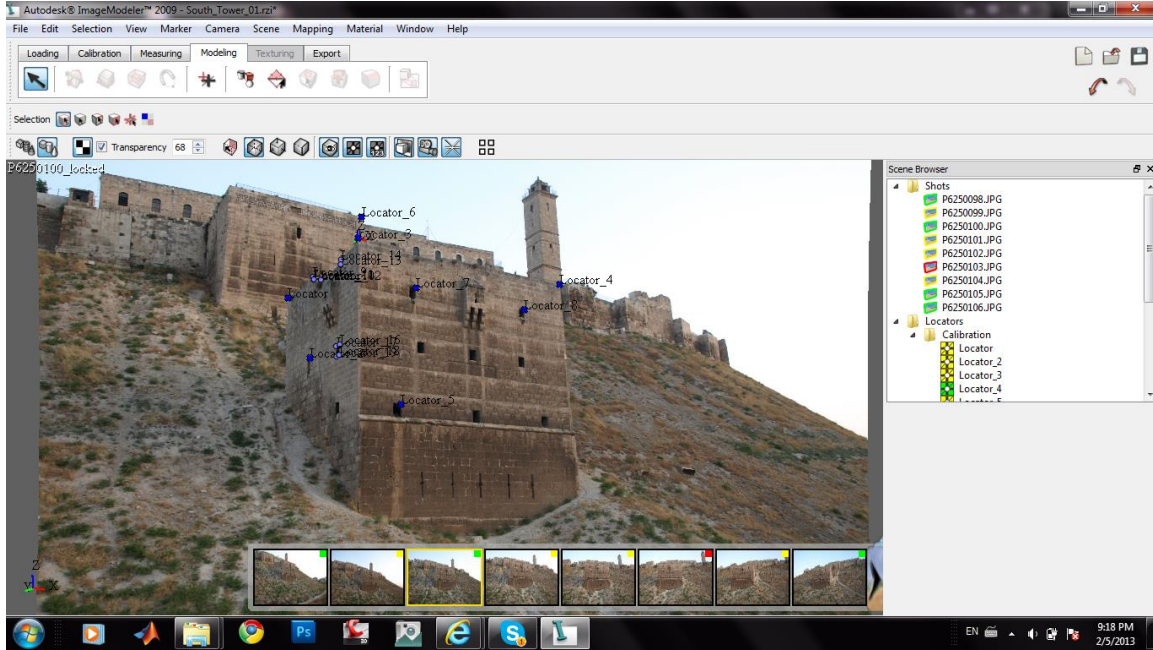 Autodesk® ImageModeler™ 2009 - South_Tower_01.rzi*
File Edit Selection View Marker Camera Scene Mapping Material Window Help
Loading Calibration Measuring Modeling Texturing Export
Selection
Transparency 68
P6250100_locked
Scene Browser
Shots
P6250098.JPG
P6250099.JPG
P6250100.JPG
P6250101.JPG
P6250102.JPG
P6250103.JPG
P6250104.JPG
P6250105.JPG
P6250106.JPG
Locators
Calibration
Locator
Locator_2
Locator_3
Locator_4
Locator_6
Locator_3
Locator_14
Locator_13
Locator_7
Locator_4
Locator
Locator_5
Z
X
Y
Ps
EN
9:18 PM
2/5/2013